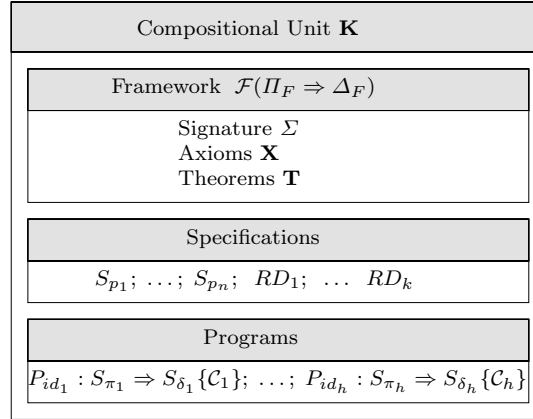 Compositional Unit K
Framework 𝓕(Π_F ⇒ Δ_F)
Signature Σ
Axioms X
Theorems T
Specifications
S_{p_1}; …; S_{p_n}; RD_1; … RD_k
Programs
P_{id_1} : S_{π_1} ⇒ S_{δ_1}{𝒞_1}; …; P_{id_h} : S_{π_h} ⇒ S_{δ_h}{𝒞_h}